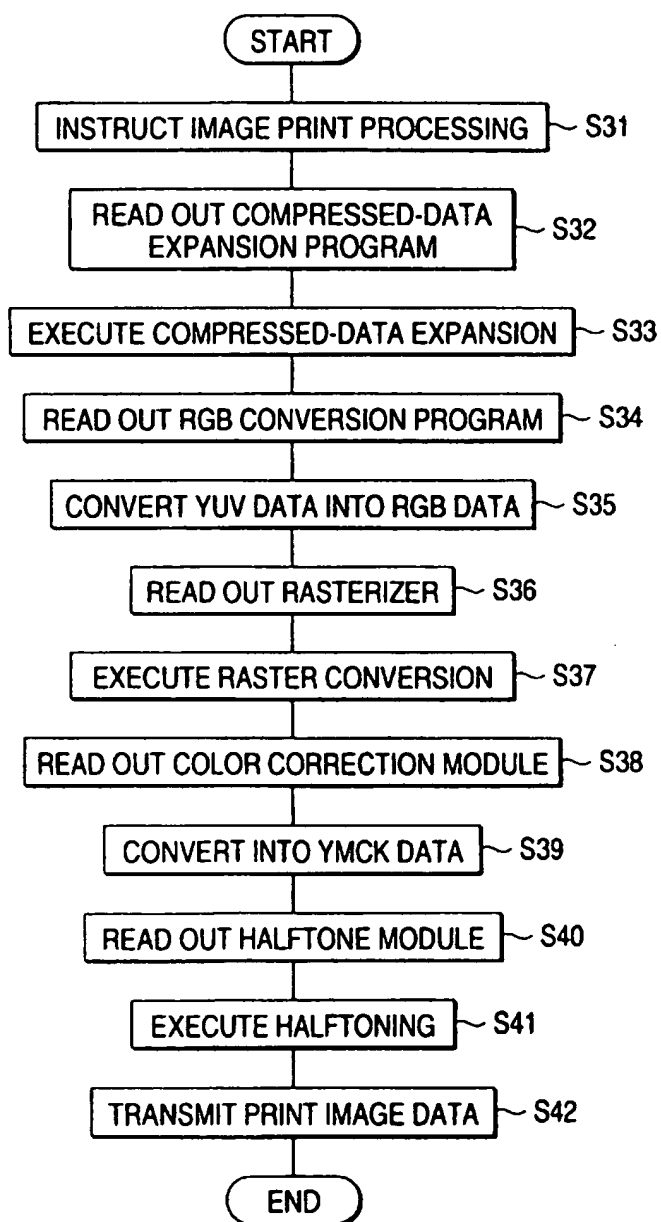 START
INSTRUCT IMAGE PRINT PROCESSING ~ S31
READ OUT COMPRESSED-DATA
EXPANSION PROGRAM ~ S32
EXECUTE COMPRESSED-DATA EXPANSION ~ S33
READ OUT RGB CONVERSION PROGRAM ~ S34
CONVERT YUV DATA INTO RGB DATA ~ S35
READ OUT RASTERIZER ~ S36
EXECUTE RASTER CONVERSION ~ S37
READ OUT COLOR CORRECTION MODULE ~ S38
CONVERT INTO YMCK DATA ~ S39
READ OUT HALFTONE MODULE ~ S40
EXECUTE HALFTONING ~ S41
TRANSMIT PRINT IMAGE DATA ~ S42
END